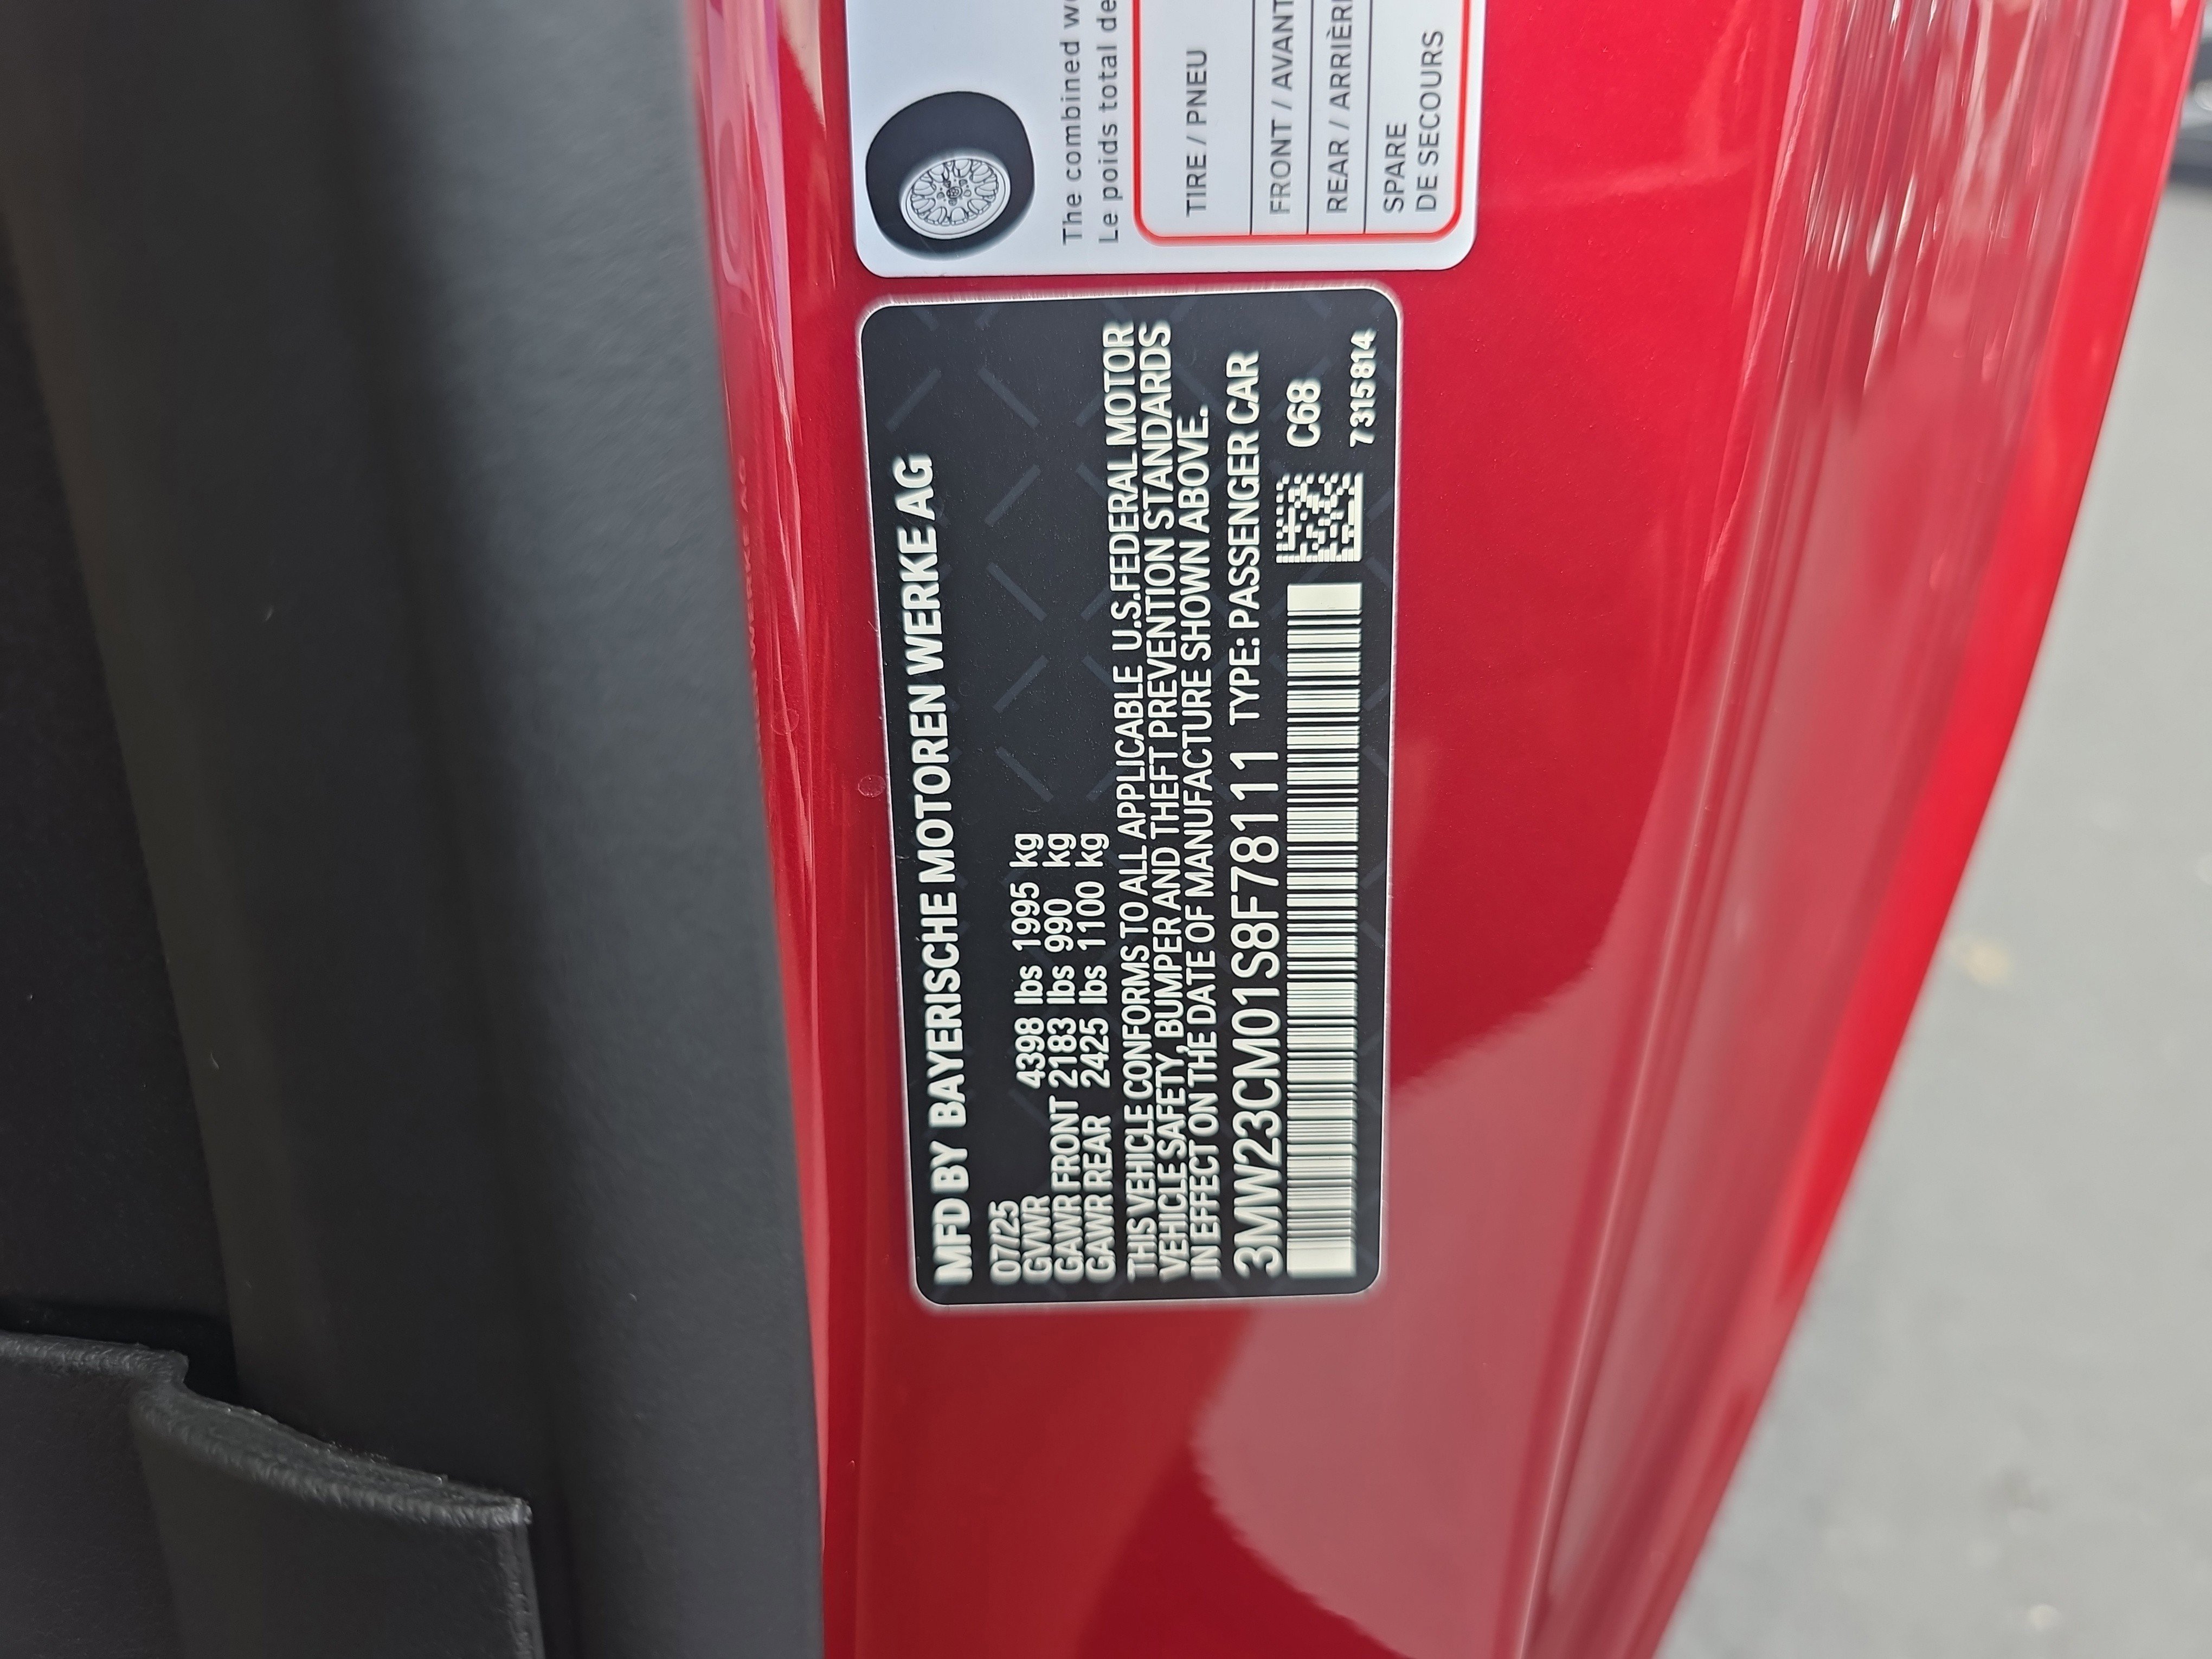 The combined
Le poids total de
TIRE / PNEU
FRONT / AVANT
REAR /
SPARE
DE SECOURS
MFD BY BAYERISCHE MOTOREN WERKE AG
07/25
GVWR 4398 lbs 1995 kg
GAWR FRONT 2183 lbs 990 kg
GAWR REAR 2425 lbs 1100 kg
THIS VEHICLE CONFORMS TO ALL APPLICABLE U.S.FEDERAL MOTOR
VEHICLE SAFETY, BUMPER AND THEFT PREVENTION STANDARDS
IN EFFECT ON THE DATE OF MANUFACTURE SHOWN ABOVE.
3MW23CM01S8F78111 TYPE: PASSENGER CAR
C68
7315814